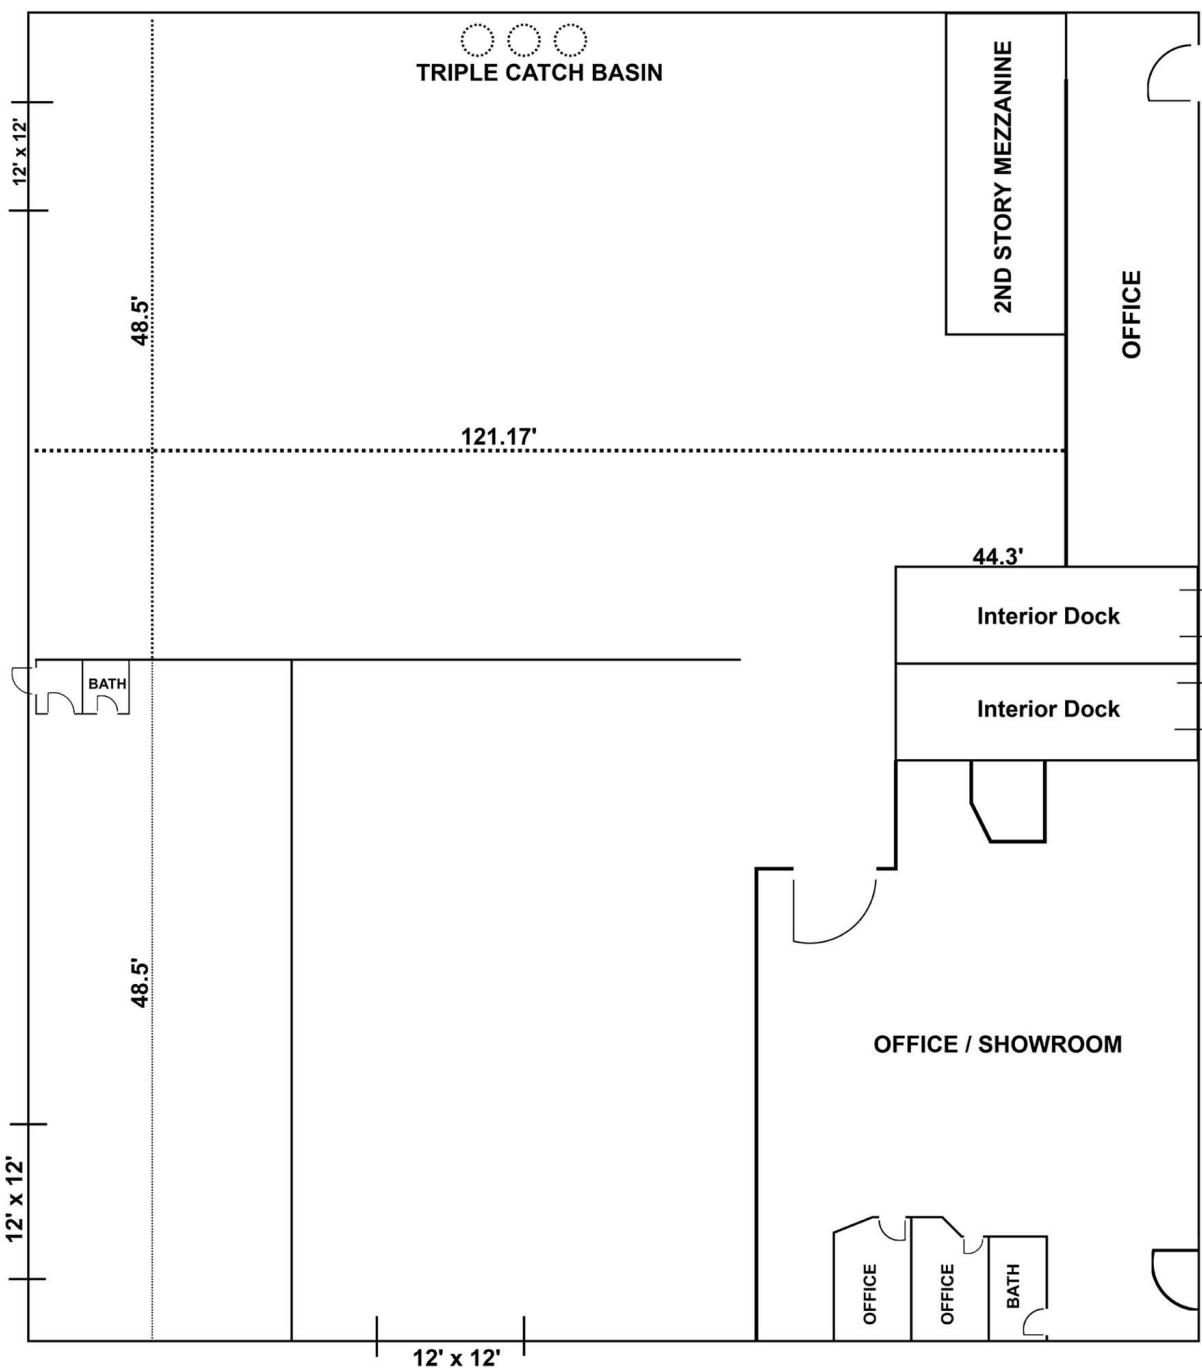 TRIPLE CATCH BASIN
2ND STORY MEZZANINE
12' x 12'
OFFICE
48.5'
121.17'
44.3'
Interior Dock
BATH
Interior Dock
48.5'
OFFICE / SHOWROOM
12' x 12'
OFFICE
OFFICE
BATH
12' x 12'